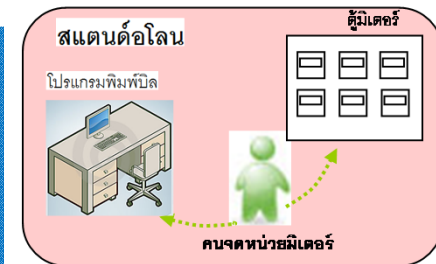 ตู้มิเตอร์
สแตนด์อโลน
โปรแกรมพิมพ์บิล
คนจดหน่วยมิเตอร์